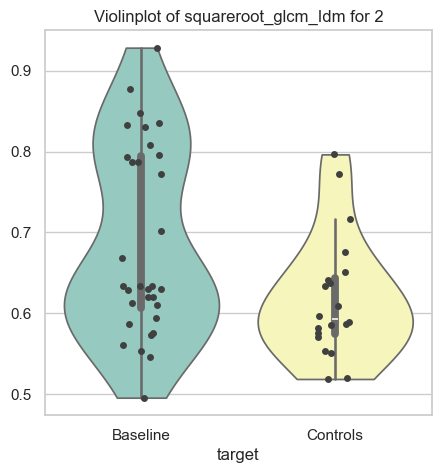 Violinplot of squareroot_glcm_Idm for 2
0.9
0.8
0.7
0.6
0.5
Baseline
Controls
target